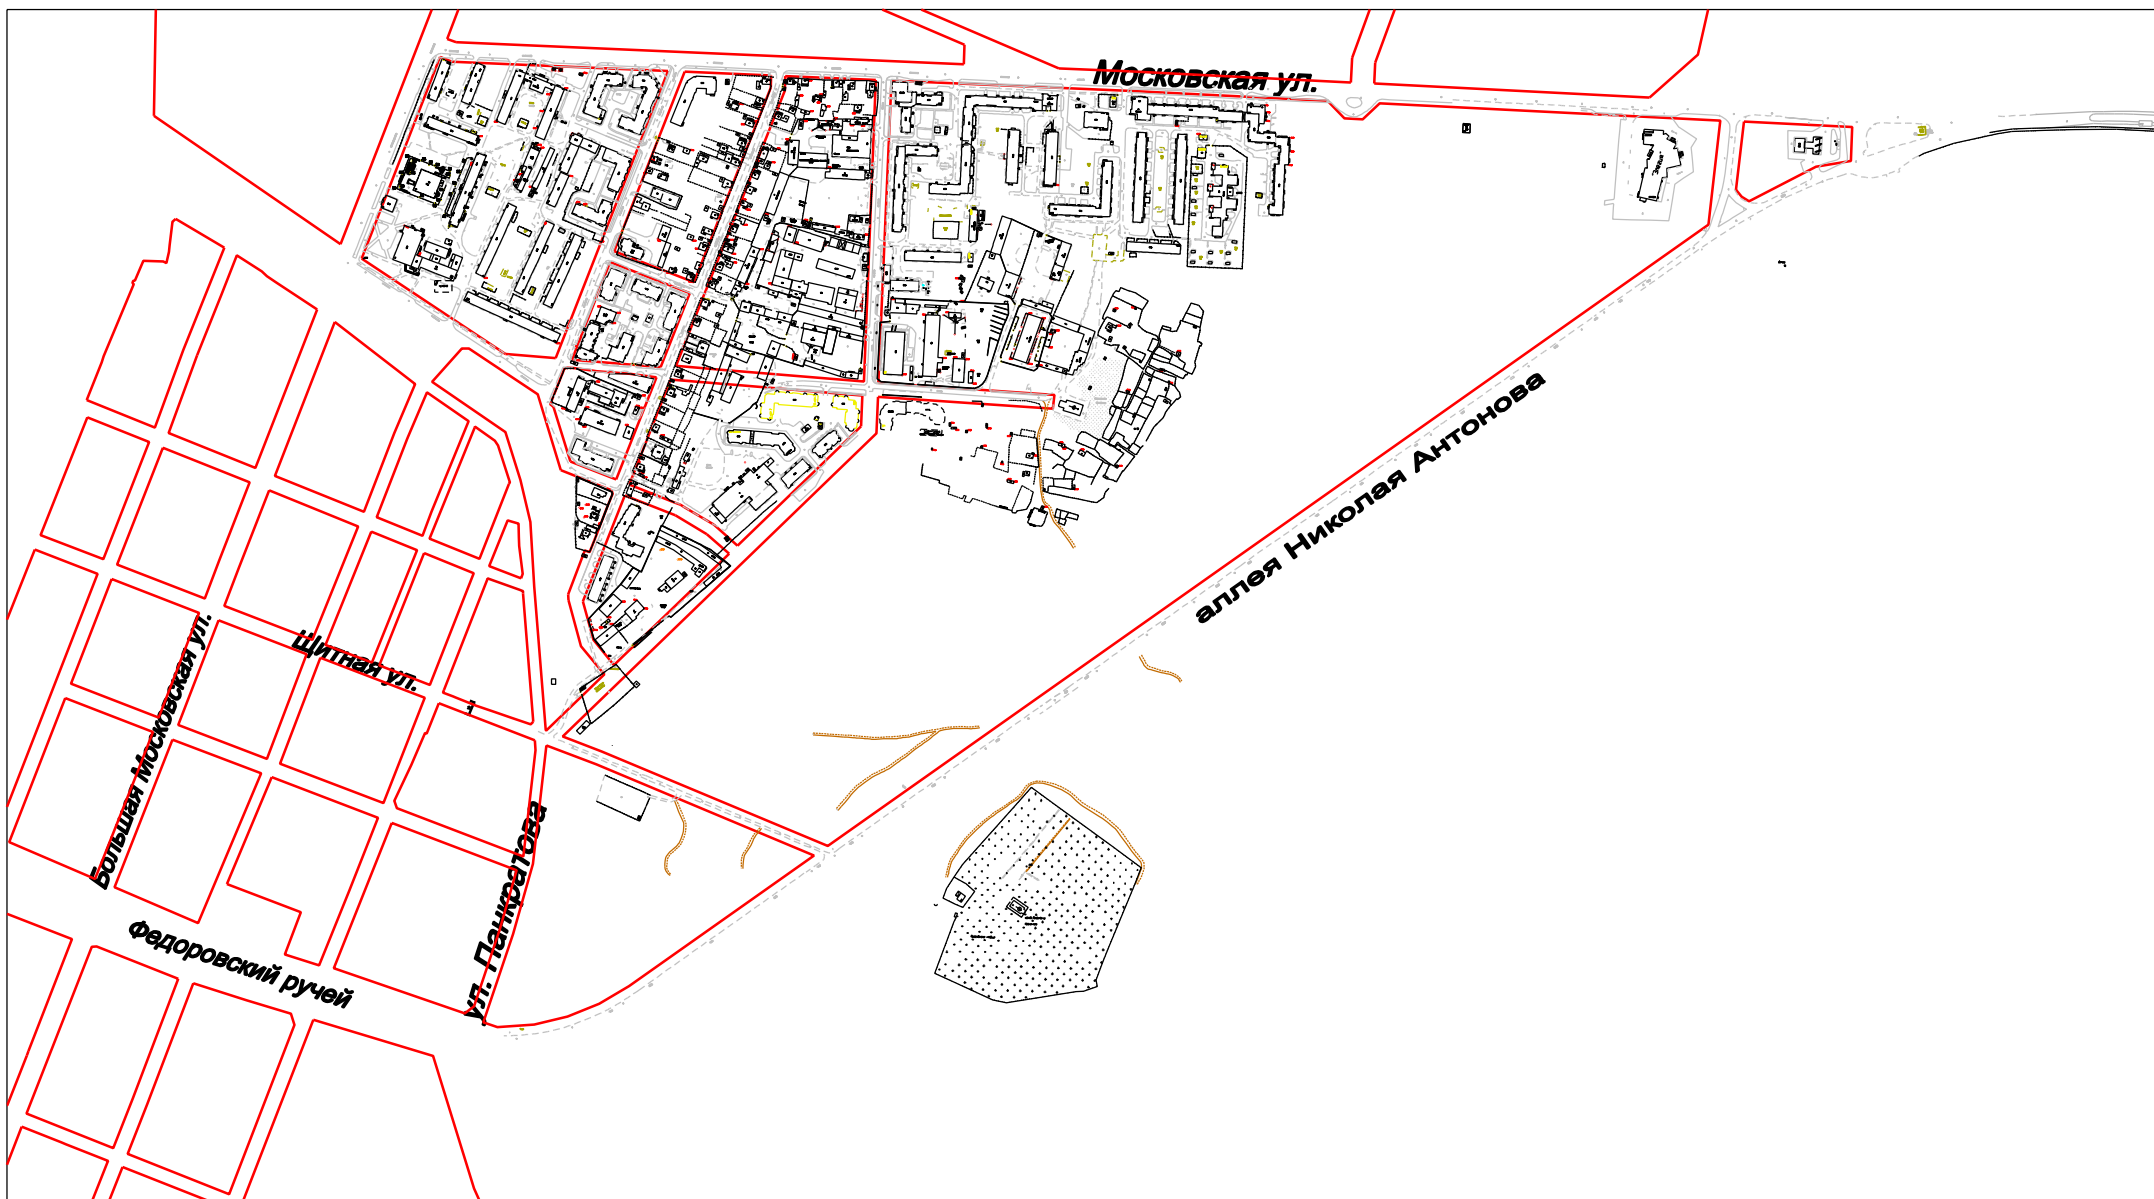 Московская ул.
аллея Николая Антонова
Щитная ул.
Большая Московская ул.
ул. Панкратова
Федоровский ручей